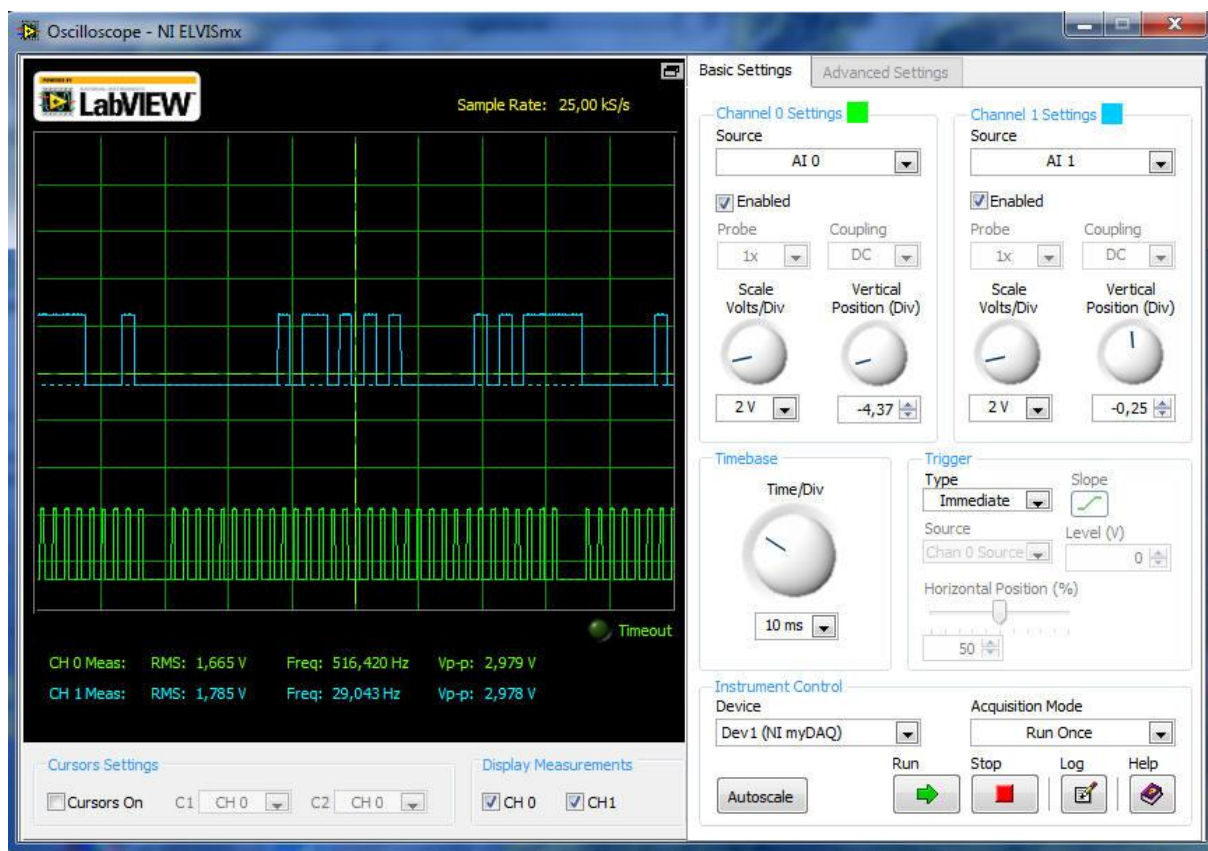 Oscilloscope - NI ELVISmx
POWERED BY
NATIONAL INSTRUMENTS
LabVIEW
Sample Rate: 25,00 kS/s
Timeout
CH 0 Meas: RMS: 1,665 V Freq: 516,420 Hz Vp-p: 2,979 V
CH 1 Meas: RMS: 1,785 V Freq: 29,043 Hz Vp-p: 2,978 V
Cursors Settings
Cursors On C1 CH 0 C2 CH 0
Display Measurements
CH 0 CH1
Basic Settings Advanced Settings
Channel 0 Settings
Source
AI 0
Enabled
Probe Coupling
1x DC
Scale Vertical
Volts/Div Position (Div)
2 V -4,37
Channel 1 Settings
Source
AI 1
Enabled
Probe Coupling
1x DC
Scale Vertical
Volts/Div Position (Div)
2 V -0,25
Timebase
Time/Div
10 ms
Trigger
Type Slope
Immediate
Source Level (V)
Chan 0 Source 0
Horizontal Position (%)
50
Instrument Control
Device Acquisition Mode
Dev1 (NI myDAQ) Run Once
Run Stop Log Help
Autoscale